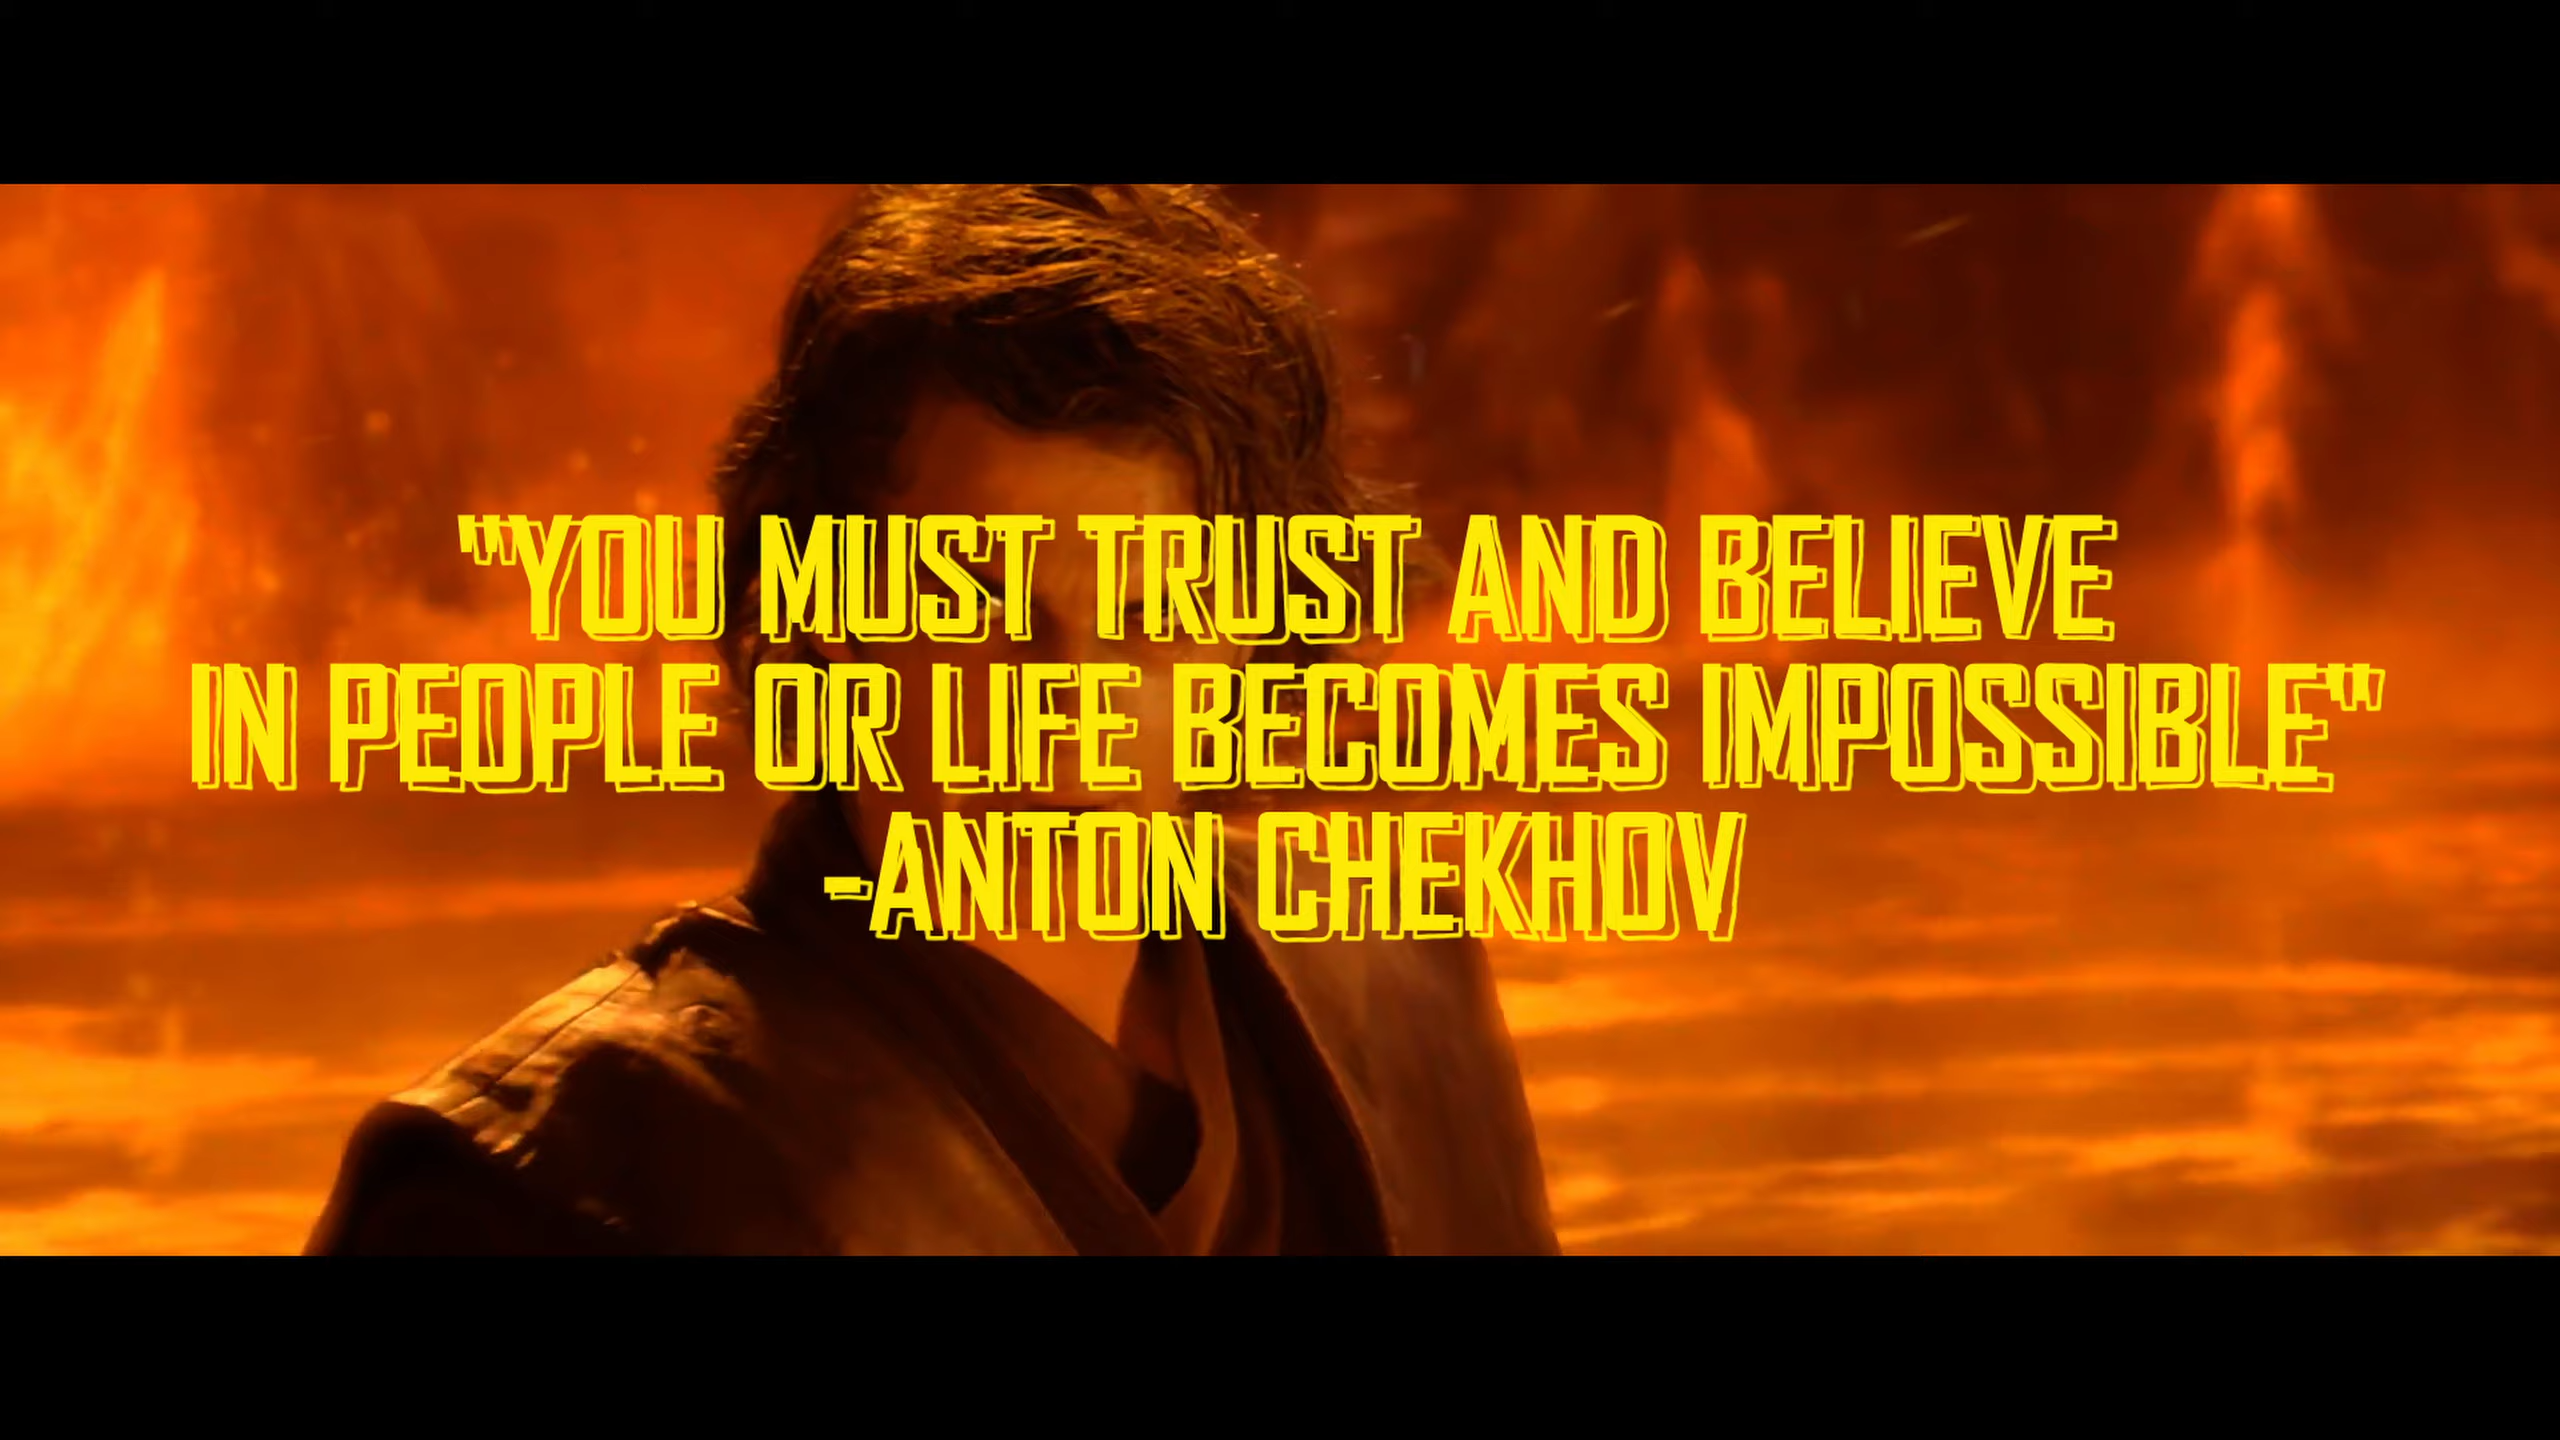 "YOU MUST TRUST AND BELIEVE
IN PEOPLE OR LIFE BECOMES IMPOSSIBLE"
-ANTON CHEKHOV